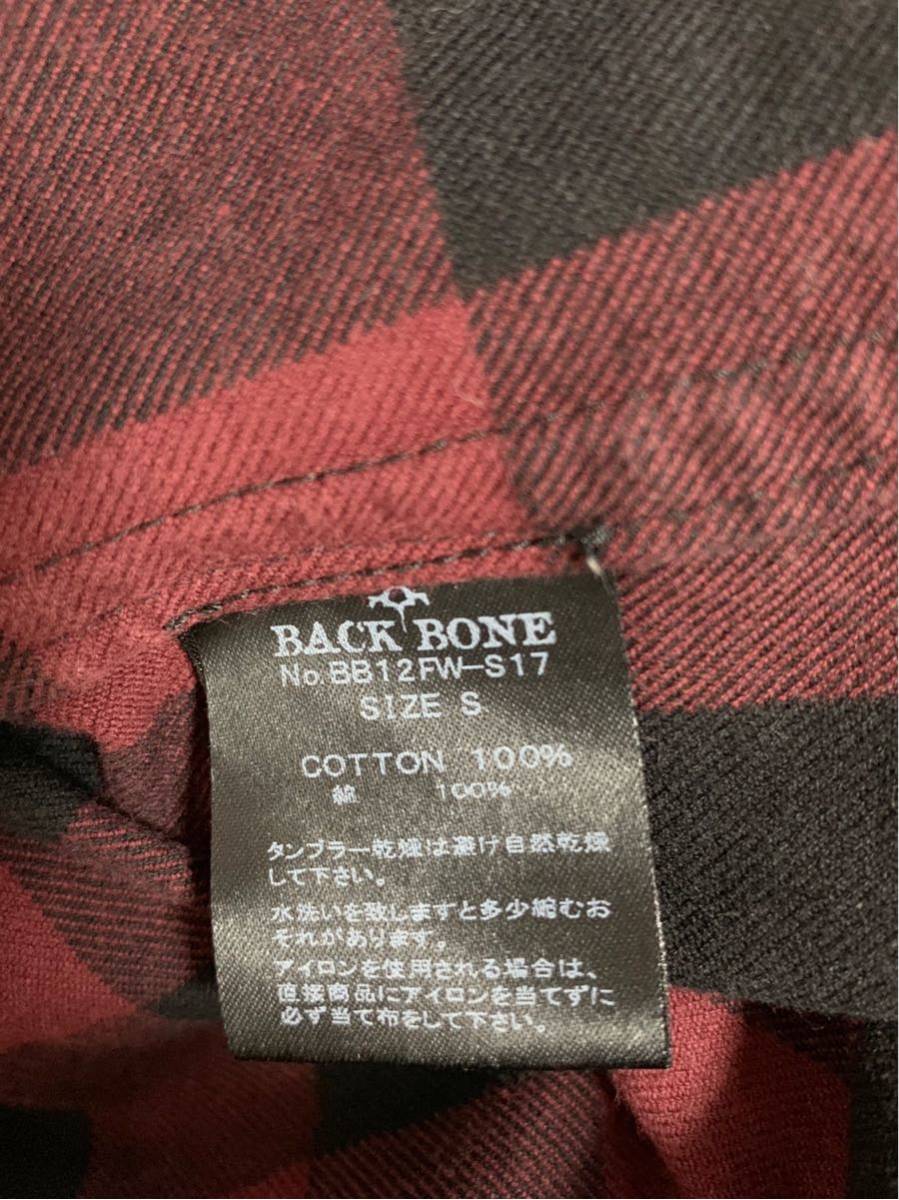 BACK BONE
No.BB12FW-S17
SIZE S
COTTON 100%
綿 100%
タンブラー乾燥は避け自然乾燥
して下さい。
水洗いを致しますと多少縮むお
それがあります。
アイロンを使用される場合は、
直接商品にアイロンを当てずに
必ず当て布をして下さい。